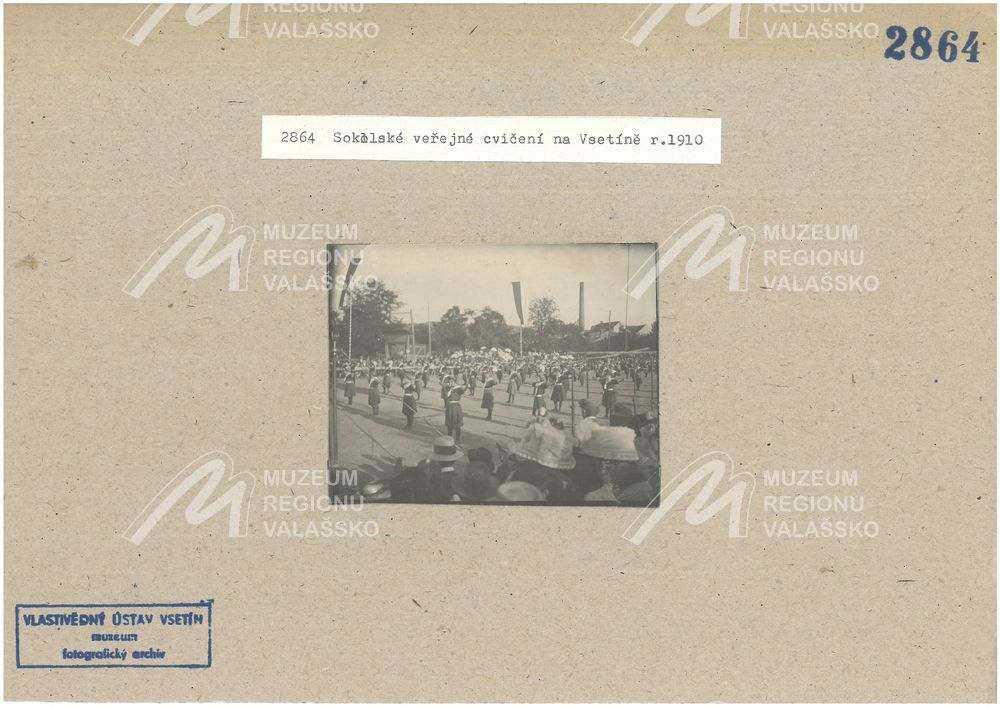 MUZEUM
REGIONU
VALAŠSKO
REGIONU
VALAŠSKO
2864
2864 Sokolské veřejné cvičení na Vsetíně r.1910
MUZEUM
REGIONU
VALAŠSKO
MUZEUM
REGIONU
VALAŠSKO
MUZEUM
REGIONU
VALAŠSKO
MUZEUM
REGIONU
VALAŠSKO
VLASTIVĚDNÝ ÚSTAV VSETÍN
muzeum
fotografický archiv